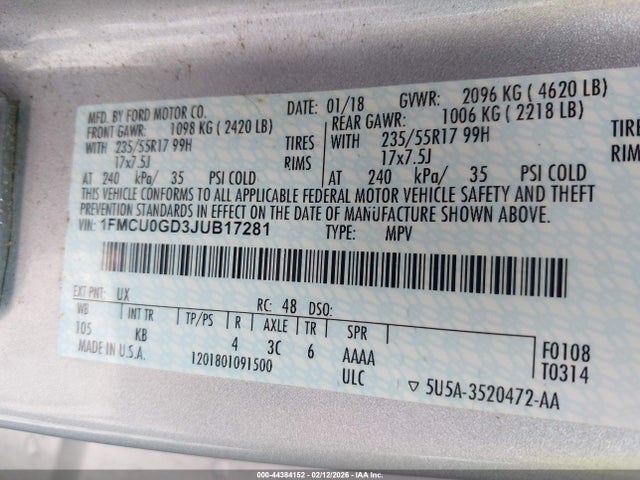 MFD. BY FORD MOTOR CO.
DATE: 01/18 GVWR: 2096 KG ( 4620 LB)
FRONT GAWR: 1098 KG ( 2420 LB) REAR GAWR: 1006 KG ( 2218 LB)
WITH 235/55R17 99H TIRES WITH 235/55R17 99H TIRE
17x7.5J RIMS 17x7.5J RIMS
AT 240 kPa/ 35 PSI COLD AT 240 kPa/ 35 PSI COLD
THIS VEHICLE CONFORMS TO ALL APPLICABLE FEDERAL MOTOR VEHICLE SAFETY AND THEFT
PREVENTION STANDARDS IN EFFECT ON THE DATE OF MANUFACTURE SHOWN ABOVE.
VIN: 1FMCU0GD3JUB17281 TYPE: MPV
EXT PNT: UX RC: 48 DSO:
WB INT TR TP/PS R AXLE TR SPR
105 KB 4 3C 6 AAAA F0108
MADE IN U.S.A. 1201801091500 ULC T0314
5U5A-3520472-AA
000-44384152 - 02/12/2026 - IAA Inc.